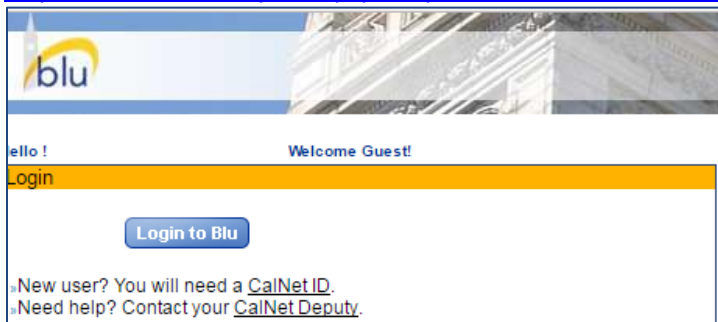 blu
ello !
Welcome Guest!
Login
Login to Blu
»New user? You will need a CalNet ID.
»Need help? Contact your CalNet Deputy.